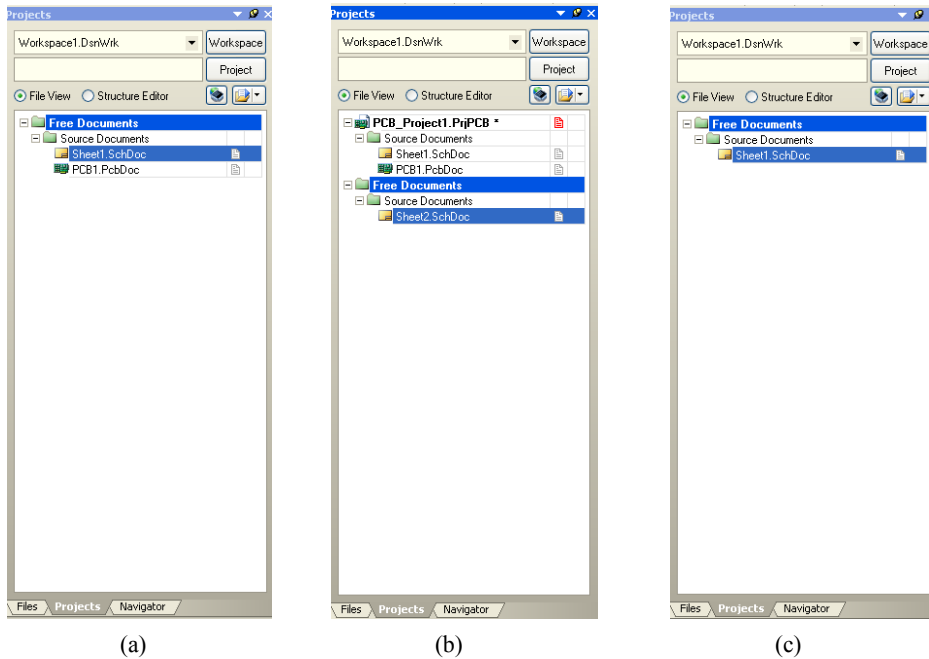 Projects
Workspace1.DsnWrk Workspace
Project
File View Structure Editor
Free Documents
Source Documents
Sheet1.SchDoc
PCB1.PcbDoc
Files Projects Navigator
(a)
Projects
Workspace1.DsnWrk Workspace
Project
File View Structure Editor
PCB_Project1.PrjPCB *
Source Documents
Sheet1.SchDoc
PCB1.PcbDoc
Free Documents
Source Documents
Sheet2.SchDoc
Files Projects Navigator
(b)
Projects
Workspace1.DsnWrk Workspace
Project
File View Structure Editor
Free Documents
Source Documents
Sheet1.SchDoc
Files Projects Navigator
(c)